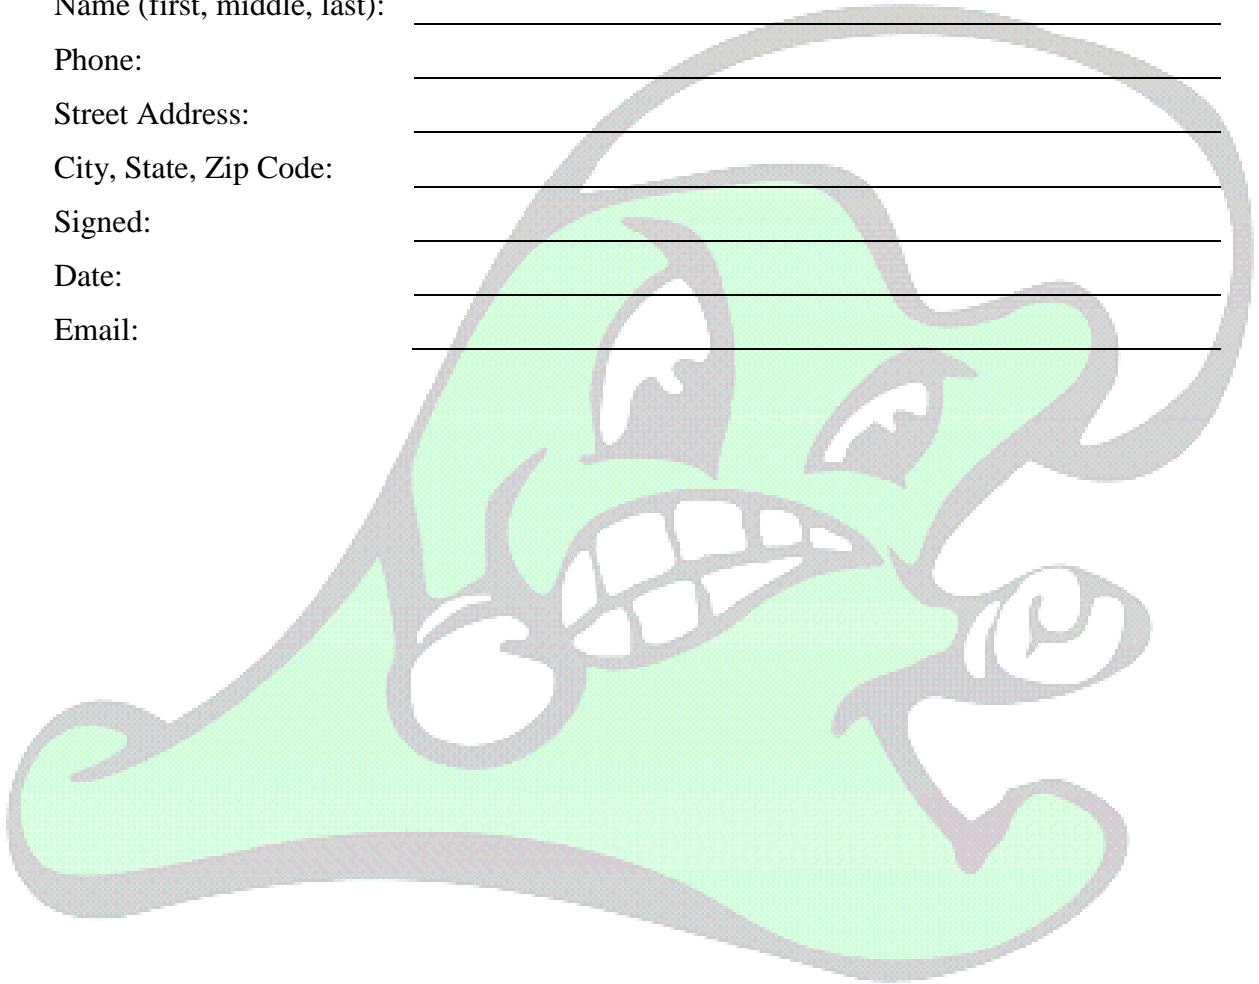 Name (first, middle, last):
Phone:
Street Address:
City, State, Zip Code:
Signed:
Date:
Email: